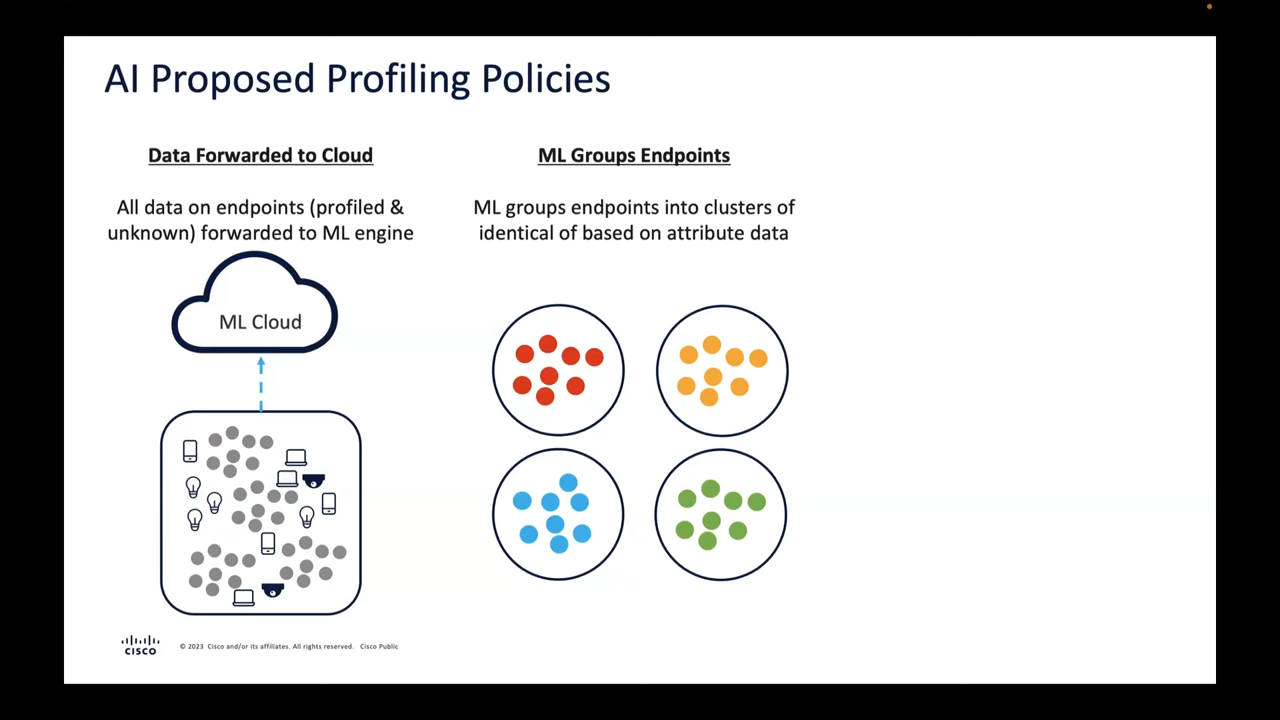 AI Proposed Profiling Policies
Data Forwarded to Cloud
All data on endpoints (profiled &
unknown) forwarded to ML engine
ML Cloud
ML Groups Endpoints
ML groups endpoints into clusters of
identical of based on attribute data
CISCO
© 2023 Cisco and/or its affiliates. All rights reserved. Cisco Public